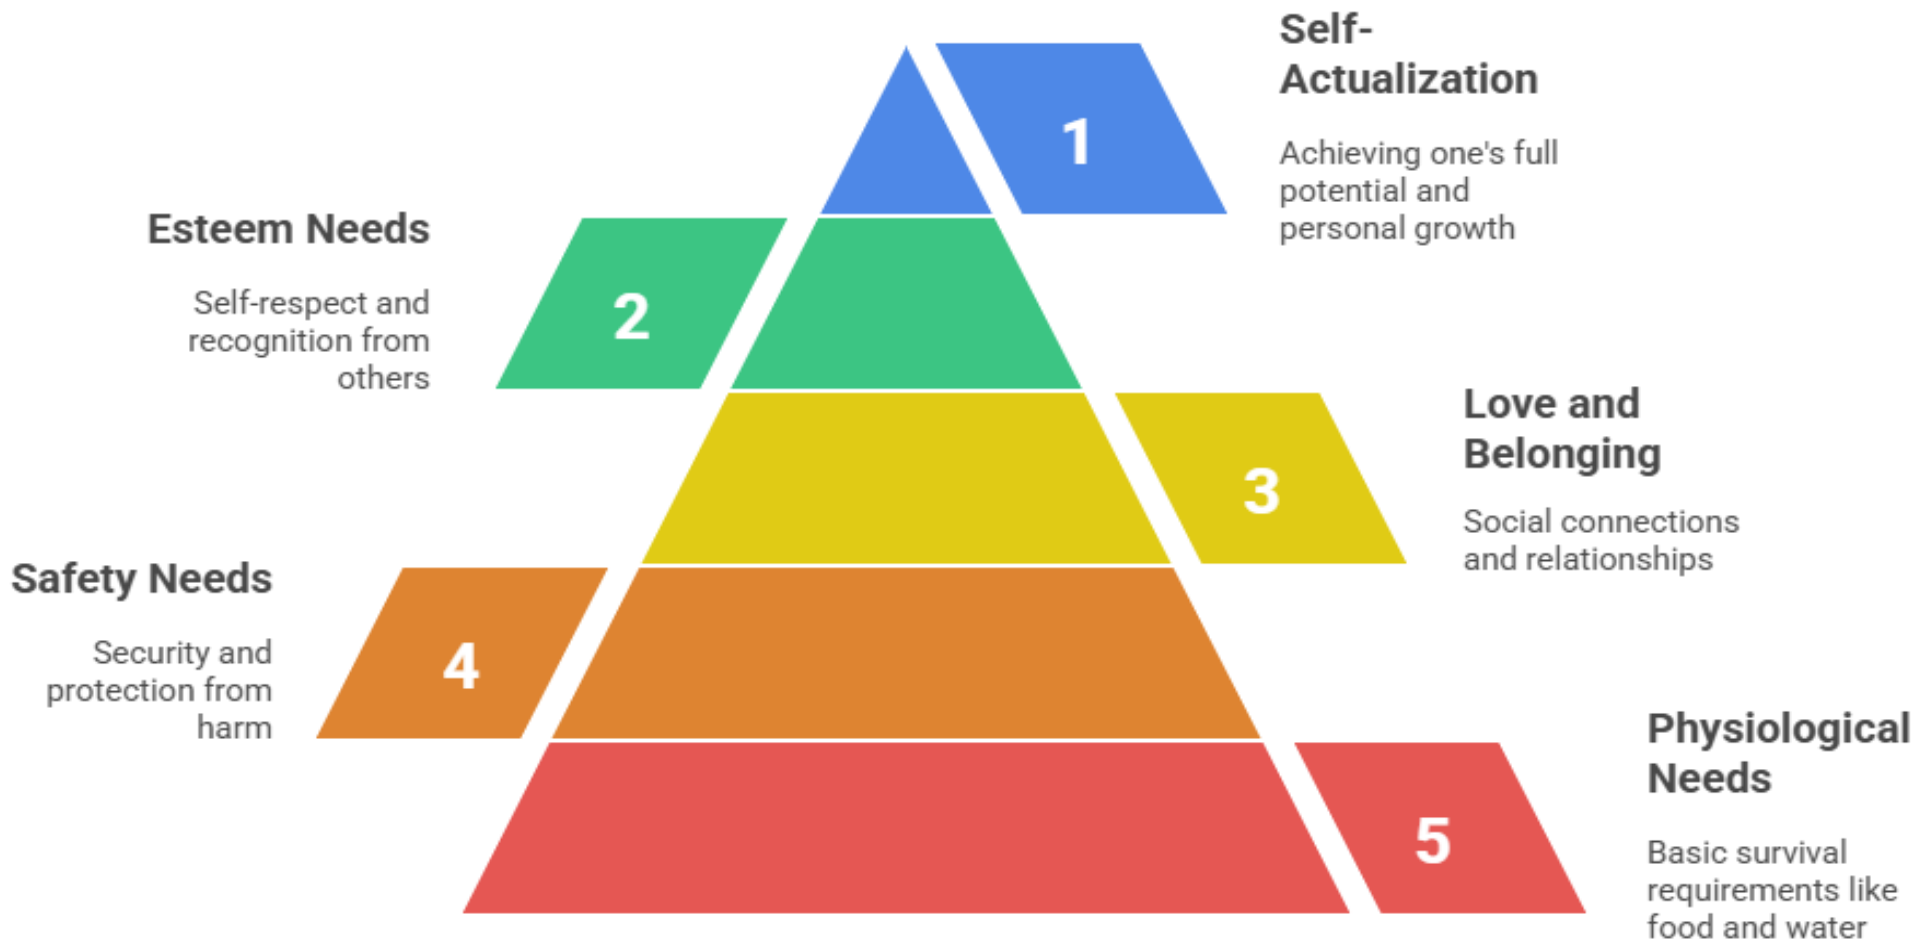 Self-
Actualization
1
Achieving one's full
potential and
personal growth
Esteem Needs
2
Self-respect and
recognition from
others
Love and
Belonging
3
Social connections
and relationships
Safety Needs
4
Security and
protection from
harm
Physiological
Needs
5
Basic survival
requirements like
food and water